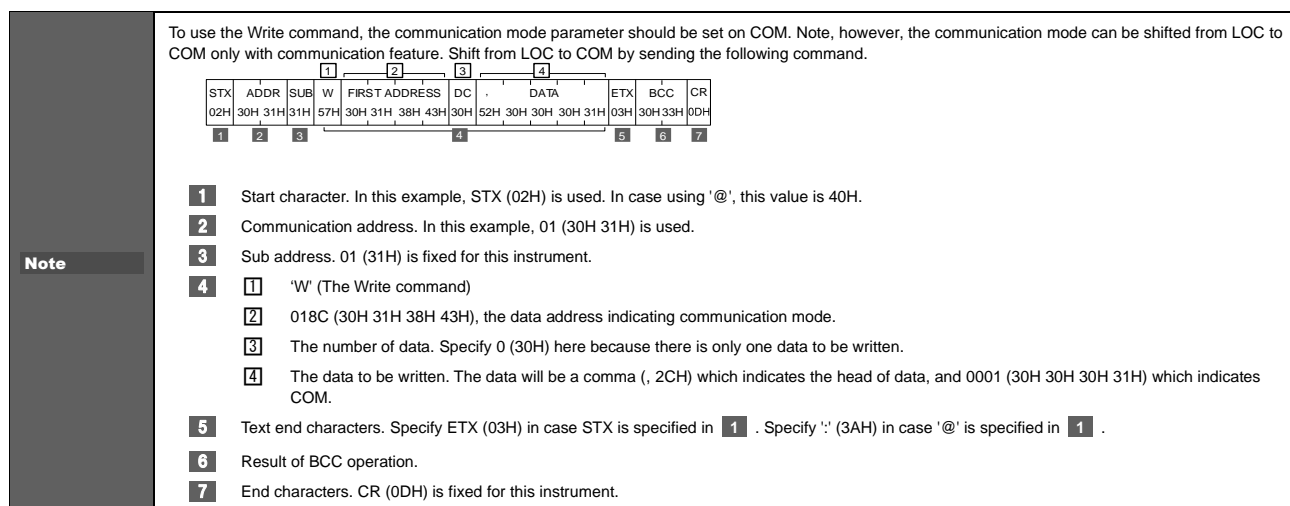 To use the Write command, the communication mode parameter should be set on COM. Note, however, the communication mode can be shifted from LOC to
COM only with communication feature. Shift from LOC to COM by sending the following command.
1 2 3 4
STX ADDR SUB W FIRST ADDRESS DC , DATA ETX BCC CR
02H 30H 31H 31H 57H 30H 31H 38H 43H 30H 52H 30H 30H 30H 31H 03H 30H 33H 0DH
1 2 3 4 5 6 7
1 Start character. In this example, STX (02H) is used. In case using '@', this value is 40H.
2 Communication address. In this example, 01 (30H 31H) is used.
Note
3 Sub address. 01 (31H) is fixed for this instrument.
4 1 'W' (The Write command)
2 018C (30H 31H 38H 43H), the data address indicating communication mode.
3 The number of data. Specify 0 (30H) here because there is only one data to be written.
4 The data to be written. The data will be a comma (, 2CH) which indicates the head of data, and 0001 (30H 30H 30H 31H) which indicates
COM.
5 Text end characters. Specify ETX (03H) in case STX is specified in 1 . Specify ':' (3AH) in case '@' is specified in 1 .
6 Result of BCC operation.
7 End characters. CR (0DH) is fixed for this instrument.